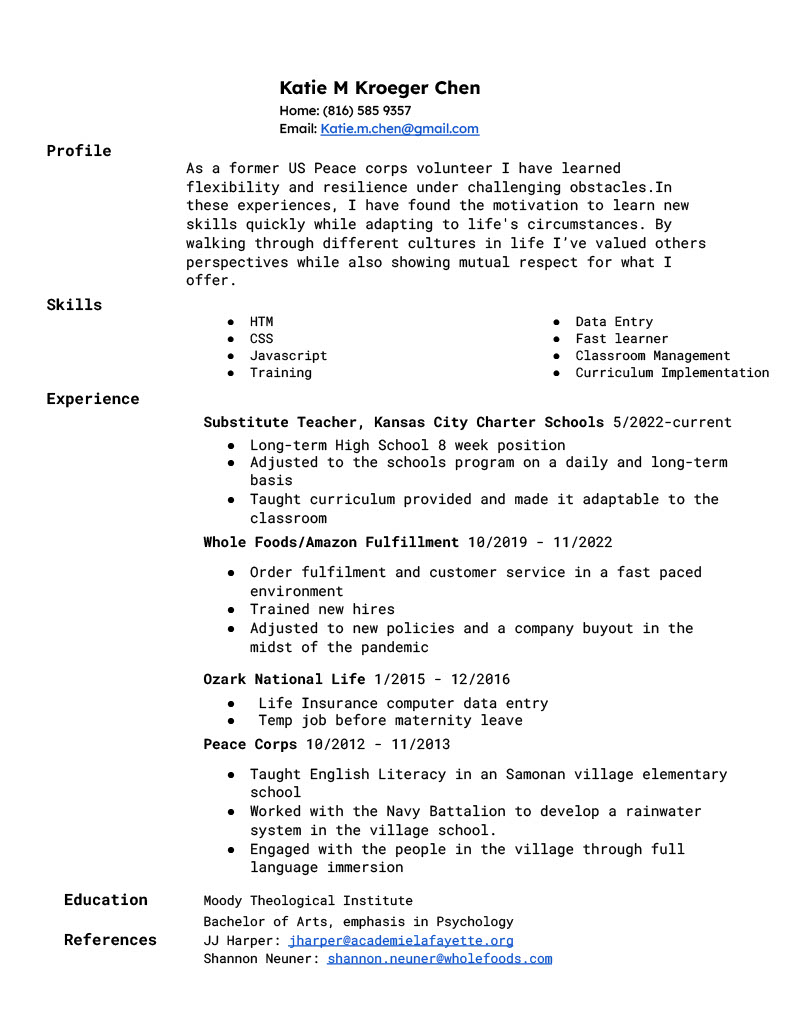 Katie M Kroeger Chen
Home: (816) 585 9357
Email: Katie.m.chen@gmail.com
Profile
As a former US Peace corps volunteer I have learned
flexibility and resilience under challenging obstacles.In
these experiences, I have found the motivation to learn new
skills quickly while adapting to life's circumstances. By
walking through different cultures in life I’ve valued others
perspectives while also showing mutual respect for what I
offer.
Skills
● HTM
● CSS
● Javascript
● Training
● Data Entry
● Fast learner
● Classroom Management
● Curriculum Implementation
Experience
Substitute Teacher, Kansas City Charter Schools 5/2022-current
● Long-term High School 8 week position
● Adjusted to the schools program on a daily and long-term
basis
● Taught curriculum provided and made it adaptable to the
classroom
Whole Foods/Amazon Fulfillment 10/2019 - 11/2022
● Order fulfilment and customer service in a fast paced
environment
● Trained new hires
● Adjusted to new policies and a company buyout in the
midst of the pandemic
Ozark National Life 1/2015 - 12/2016
● Life Insurance computer data entry
● Temp job before maternity leave
Peace Corps 10/2012 - 11/2013
● Taught English Literacy in an Samonan village elementary
school
● Worked with the Navy Battalion to develop a rainwater
system in the village school.
● Engaged with the people in the village through full
language immersion
Education
Moody Theological Institute
Bachelor of Arts, emphasis in Psychology
References
JJ Harper: jharper@academielafayette.org
Shannon Neuner: shannon.neuner@wholefoods.com